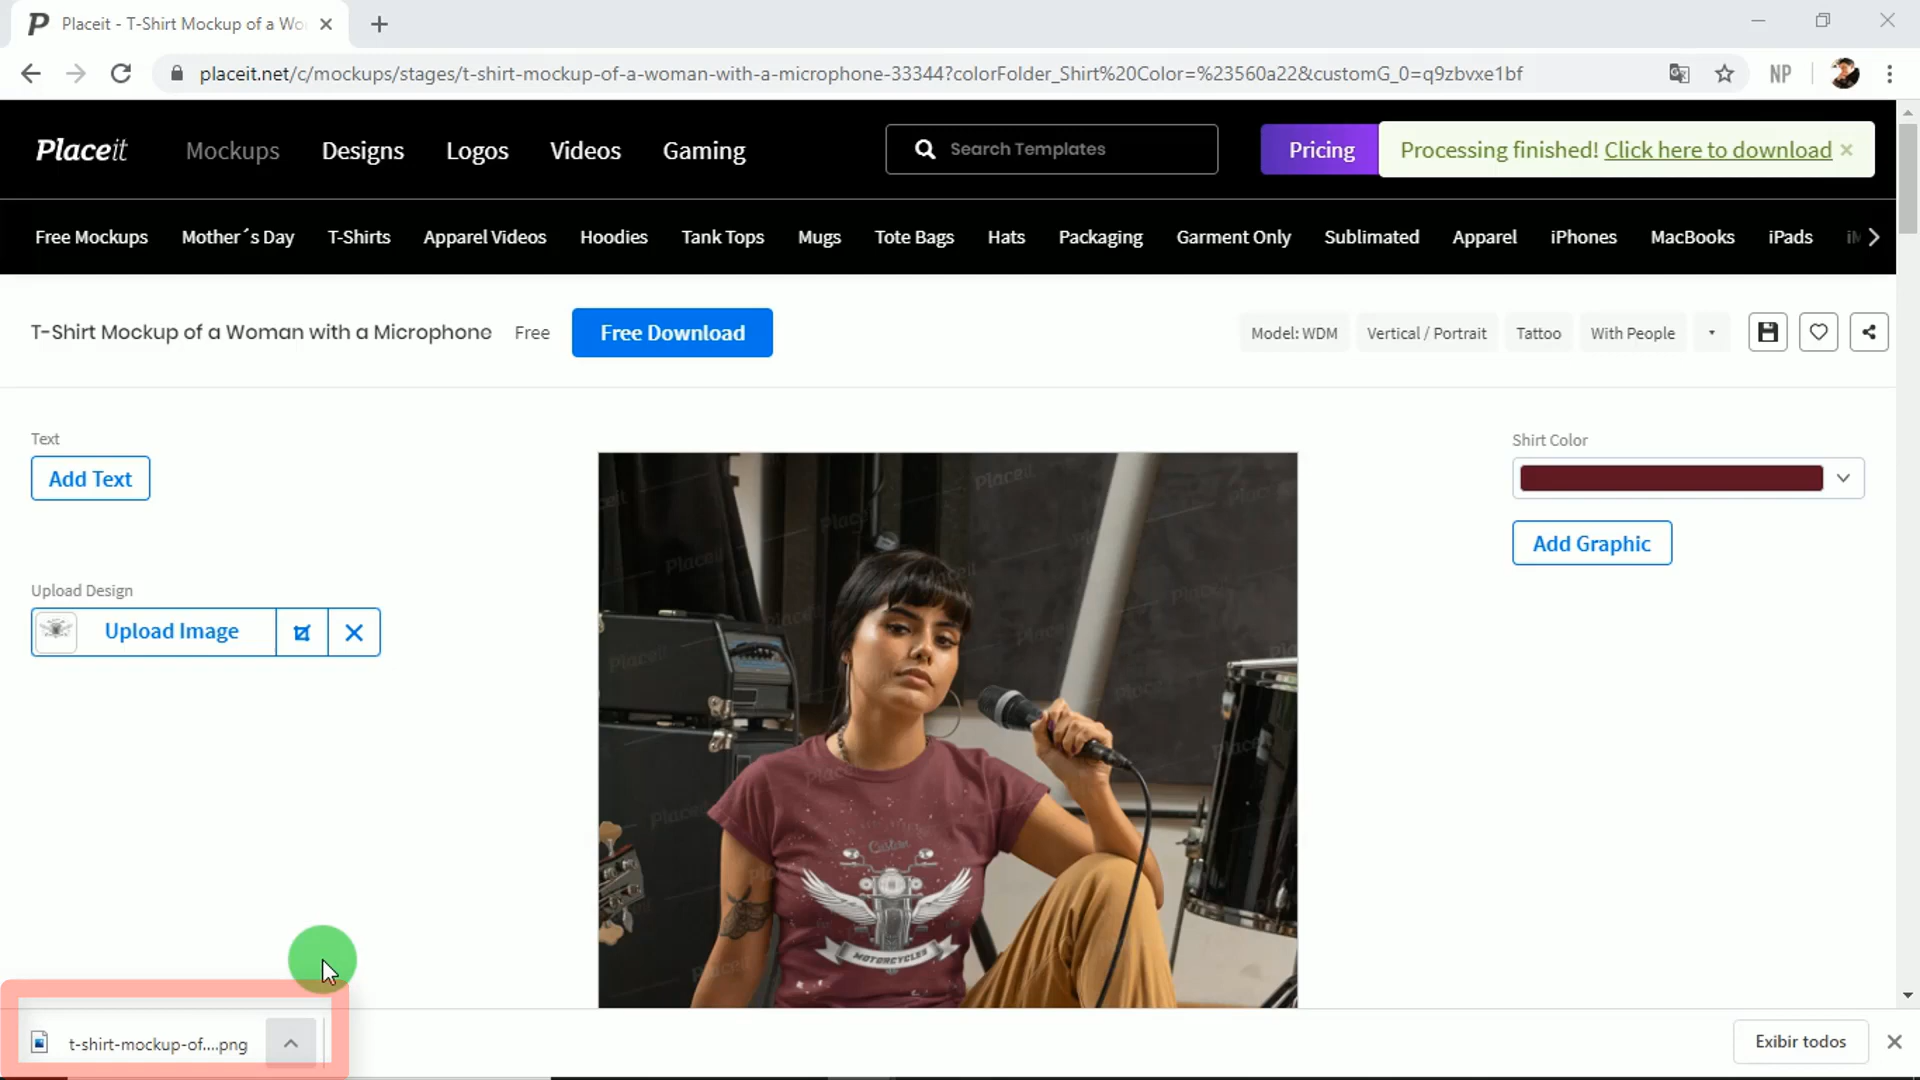 Placeit - T-Shirt Mockup of a Wo
placeit.net/c/mockups/stages/t-shirt-mockup-of-a-woman-with-a-microphone-33344?colorFolder_Shirt%20Color=%23560a22&customG_0=q9zbvxe1bf
NP
Placeit
Mockups
Designs
Logos
Videos
Gaming
Search Templates
Pricing
Processing finished! Click here to download ×
Free Mockups
Mother´s Day
T-Shirts
Apparel Videos
Hoodies
Tank Tops
Mugs
Tote Bags
Hats
Packaging
Garment Only
Sublimated
Apparel
iPhones
MacBooks
iPads
T-Shirt Mockup of a Woman with a Microphone
Free
Free Download
Model: WDM
Vertical / Portrait
Tattoo
With People
Text
Add Text
Shirt Color
Add Graphic
Upload Design
Upload Image
Placeit
Custom
MOTORCYCLES
t-shirt-mockup-of....png
Exibir todos